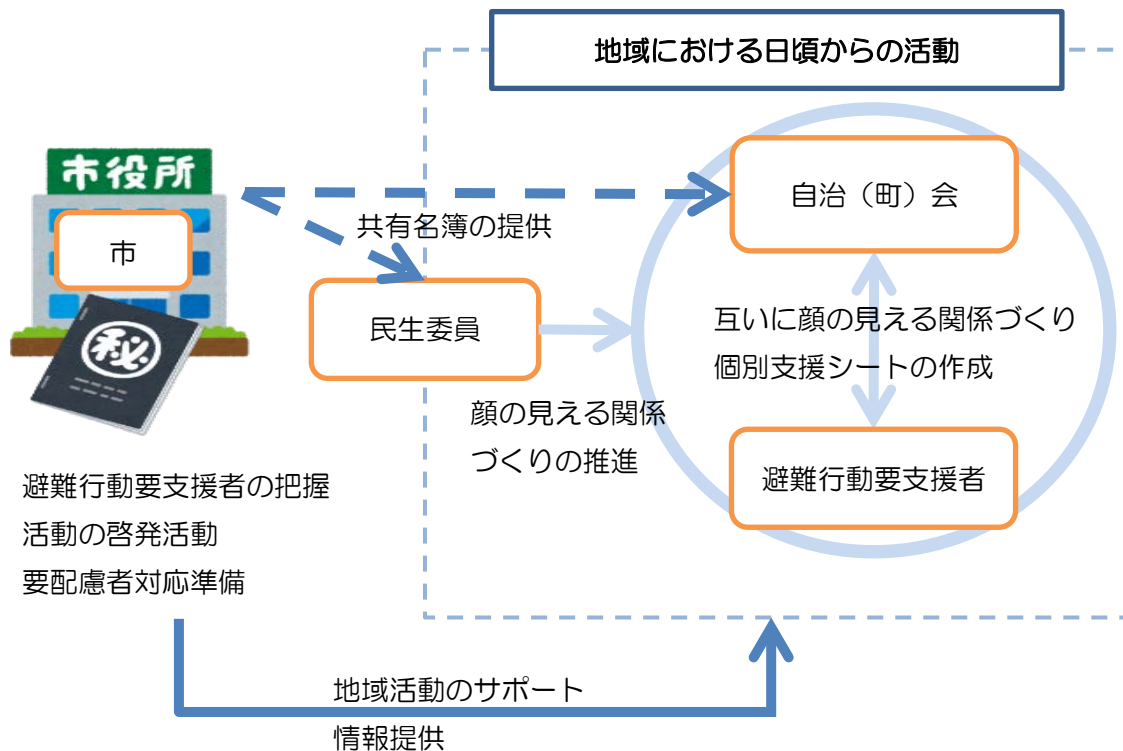 地域における日頃からの活動
市役所
市
共有名簿の提供
自治（町）会
民生委員
互いに顔の見える関係づくり
個別支援シートの作成
秘
顔の見える関係
づくりの推進
避難行動要支援者
避難行動要支援者の把握
活動の啓発活動
要配慮者対応準備
地域活動のサポート
情報提供